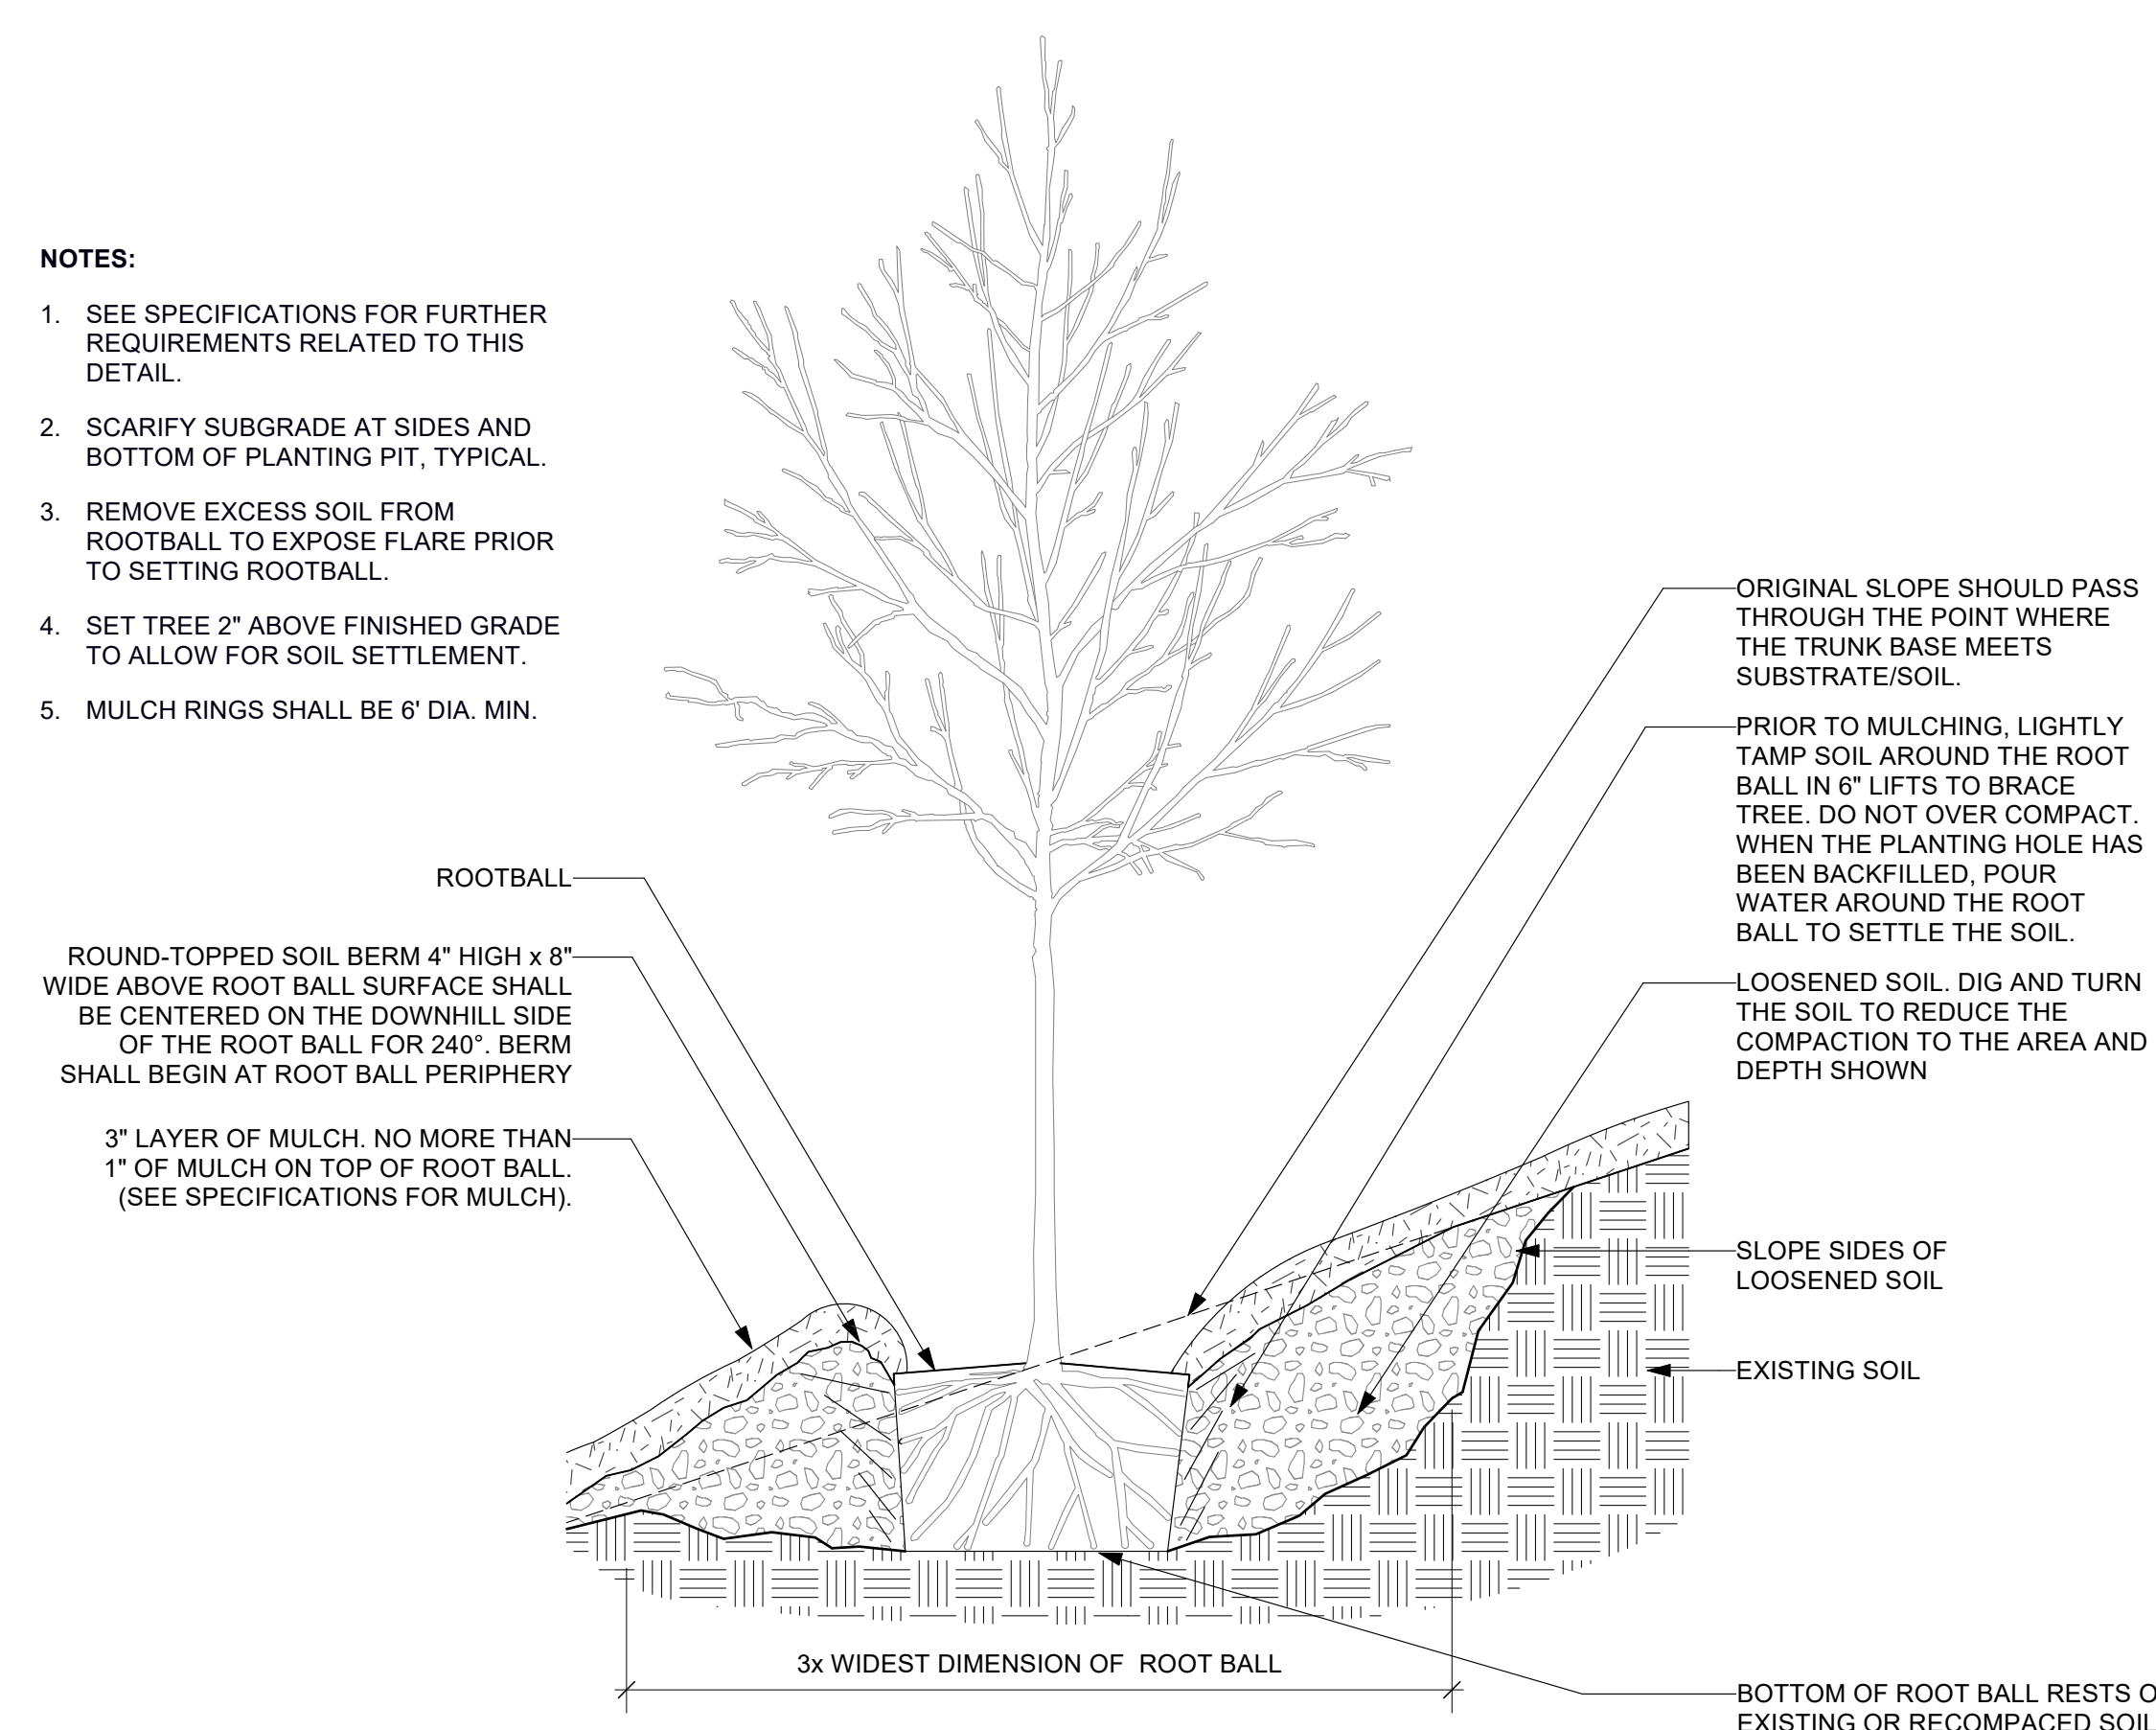 NOTES:
1. SEE SPECIFICATIONS FOR FURTHER
REQUIREMENTS RELATED TO THIS
DETAIL.
2. SCARIFY SUBGRADE AT SIDES AND
BOTTOM OF PLANTING PIT, TYPICAL.
3. REMOVE EXCESS SOIL FROM
ROOTBALL TO EXPOSE FLARE PRIOR
TO SETTING ROOTBALL.
4. SET TREE 2" ABOVE FINISHED GRADE
TO ALLOW FOR SOIL SETTLEMENT.
5. MULCH RINGS SHALL BE 6' DIA. MIN.
ROOTBALL
ROUND-TOPPED SOIL BERM 4" HIGH x 8"
WIDE ABOVE ROOT BALL SURFACE SHALL
BE CENTERED ON THE DOWNHILL SIDE
OF THE ROOT BALL FOR 240°. BERM
SHALL BEGIN AT ROOT BALL PERIPHERY
3" LAYER OF MULCH. NO MORE THAN
1" OF MULCH ON TOP OF ROOT BALL.
(SEE SPECIFICATIONS FOR MULCH).
ORIGINAL SLOPE SHOULD PASS
THROUGH THE POINT WHERE
THE TRUNK BASE MEETS
SUBSTRATE/SOIL.
PRIOR TO MULCHING, LIGHTLY
TAMP SOIL AROUND THE ROOT
BALL IN 6" LIFTS TO BRACE
TREE. DO NOT OVER COMPACT.
WHEN THE PLANTING HOLE HAS
BEEN BACKFILLED, POUR
WATER AROUND THE ROOT
BALL TO SETTLE THE SOIL.
LOOSENED SOIL. DIG AND TURN
THE SOIL TO REDUCE THE
COMPACTION TO THE AREA AND
DEPTH SHOWN
SLOPE SIDES OF
LOOSENED SOIL
EXISTING SOIL
3x WIDEST DIMENSION OF ROOT BALL
BOTTOM OF ROOT BALL RESTS
EXISTING OR RECOMPACED SOIL